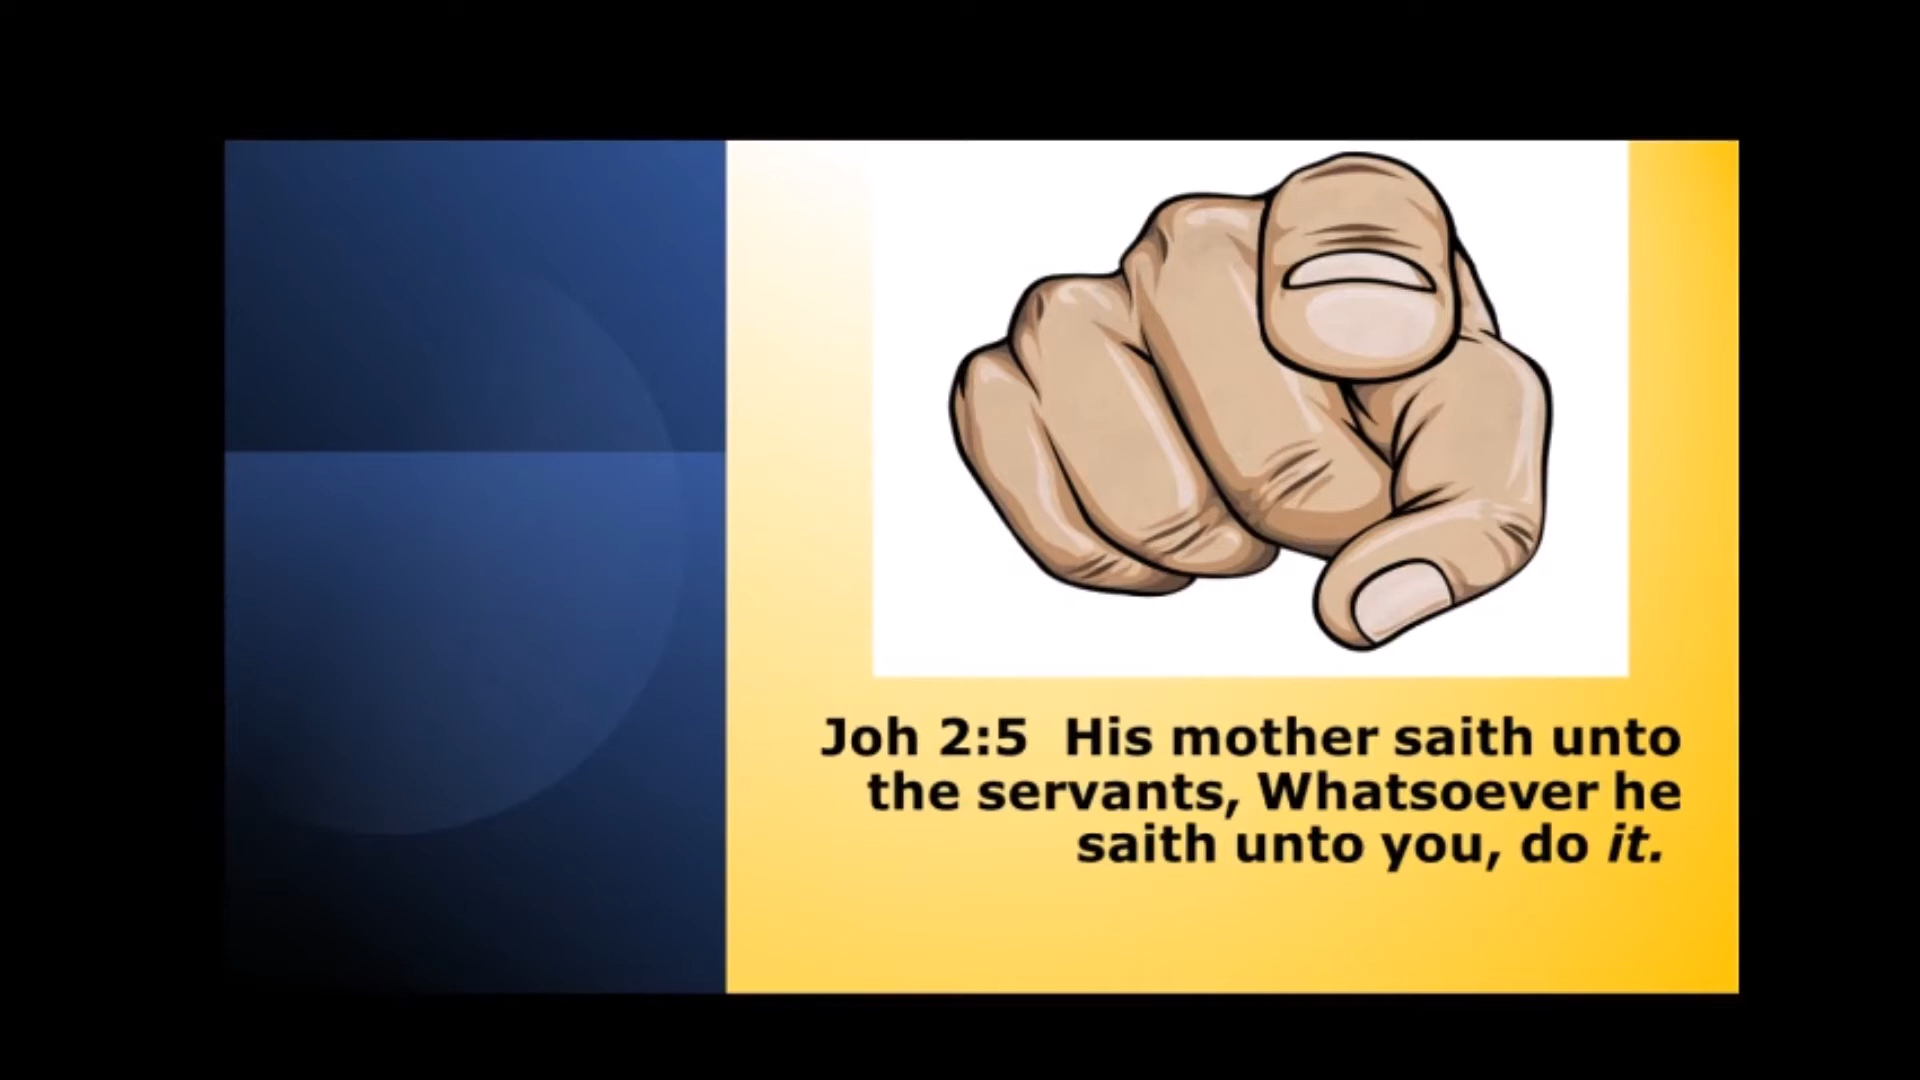 Joh 2:5  His mother saith unto
the servants, Whatsoever he
saith unto you, do it.